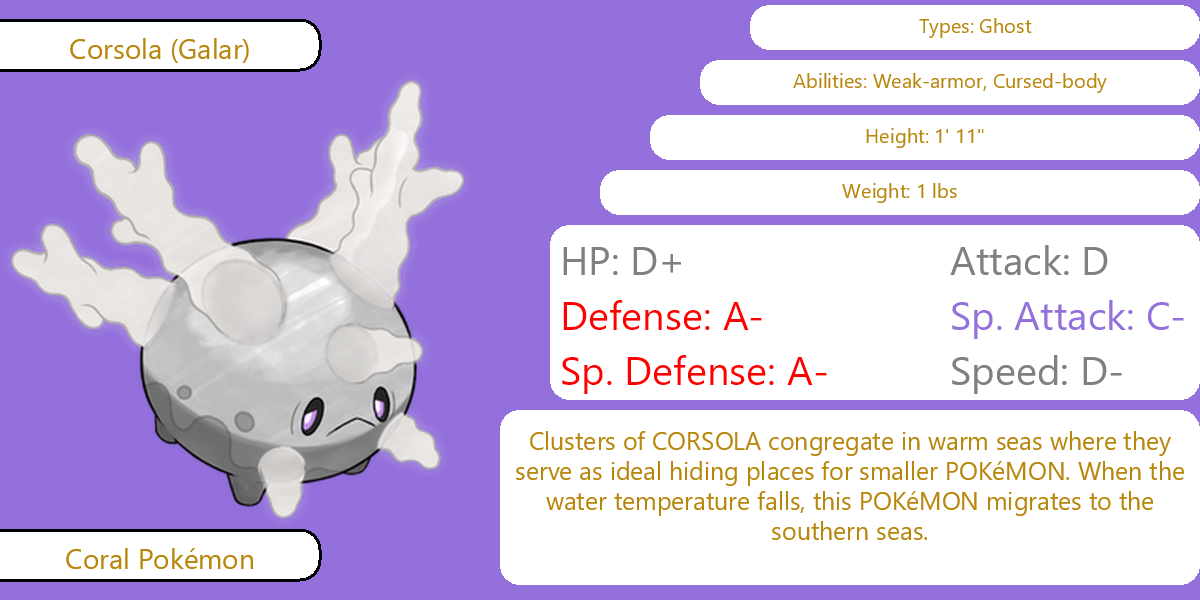 Corsola (Galar)
Types: Ghost
Abilities: Weak-armor, Cursed-body
Height: 1' 11"
Weight: 1 lbs
HP: D+
Attack: D
Defense: A-
Sp. Attack: C-
Sp. Defense: A-
Speed: D-
Clusters of CORSOLA congregate in warm seas where they
serve as ideal hiding places for smaller POKéMON. When the
water temperature falls, this POKéMON migrates to the
southern seas.
Coral Pokémon